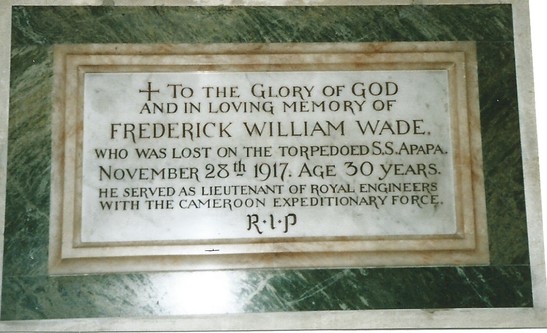 ✝ To the Glory of GOD
and in loving memory of
FREDERICK WILLIAM WADE,
who was lost on the torpedoed S.S. Apapa.
November 28th 1917. Age 30 years.
He served as Lieutenant of Royal Engineers
with the Cameroon Expeditionary Force.
R·I·P